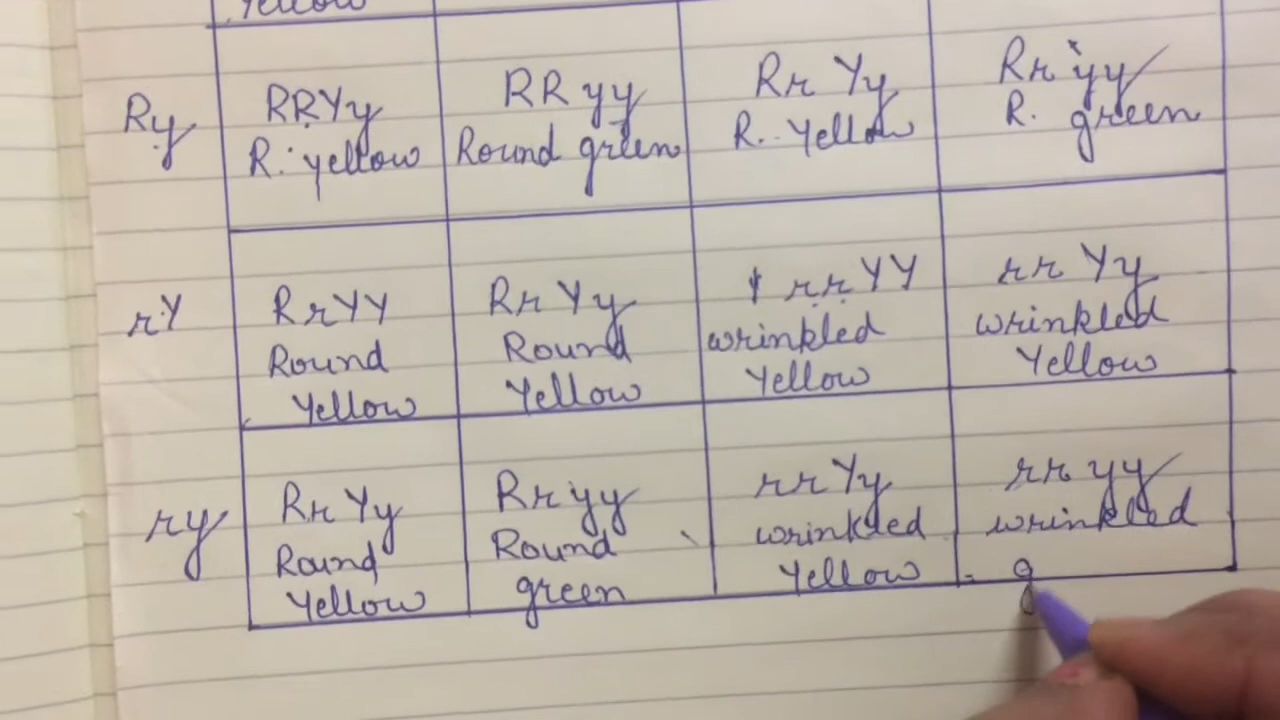 Yellow
Ry
RRYy
R. yellow
RRyy
Round green
RrYy
R. Yellow
Rryy
R. green
rY
RrYY
Round
Yellow
RrYy
Round
Yellow
rrYY
wrinkled
Yellow
rrYy
wrinkled
Yellow
ry
RrYy
Round
Yellow
Rryy
Round
green
rrYy
wrinkled
Yellow
rryy
wrinkled
g